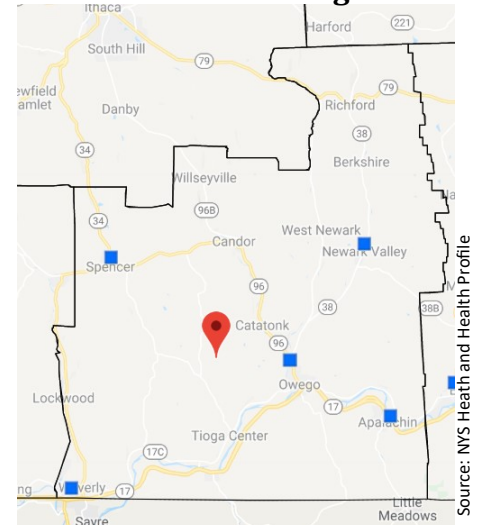 Ithaca
Harford
221
South Hill
79
79
ewfield
amlet
Danby
Richford
38
34
Berkshire
Willseyville
96B
34
West Newark
Candor
Newark Valley
Spencer
96
38
38B
Catatonk
96
Owego
Lockwood
17
Apalachin
Tioga Center
17C
ng
Waverly
17
Sayre
Little
Meadows
Source: NYS Heath and Health Profile